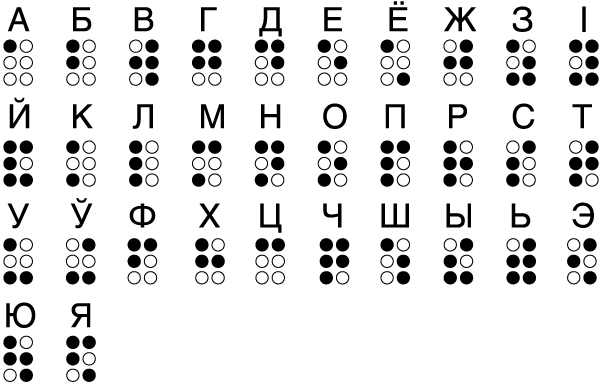 А Б В Г Д Е Ё Ж З І
Й К Л М Н О П Р С Т
У Ў Ф Х Ц Ч Ш Ы Ь Э
Ю Я